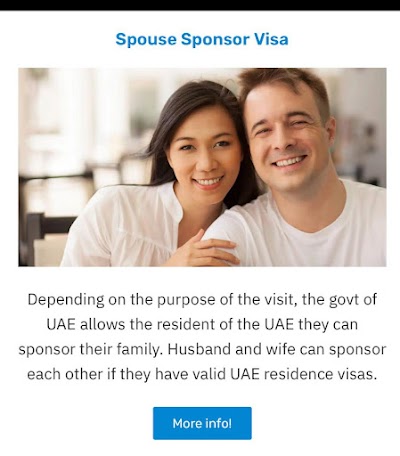 Spouse Sponsor Visa
Depending on the purpose of the visit, the govt of
UAE allows the resident of the UAE they can
sponsor their family. Husband and wife can sponsor
each other if they have valid UAE residence visas.
More info!